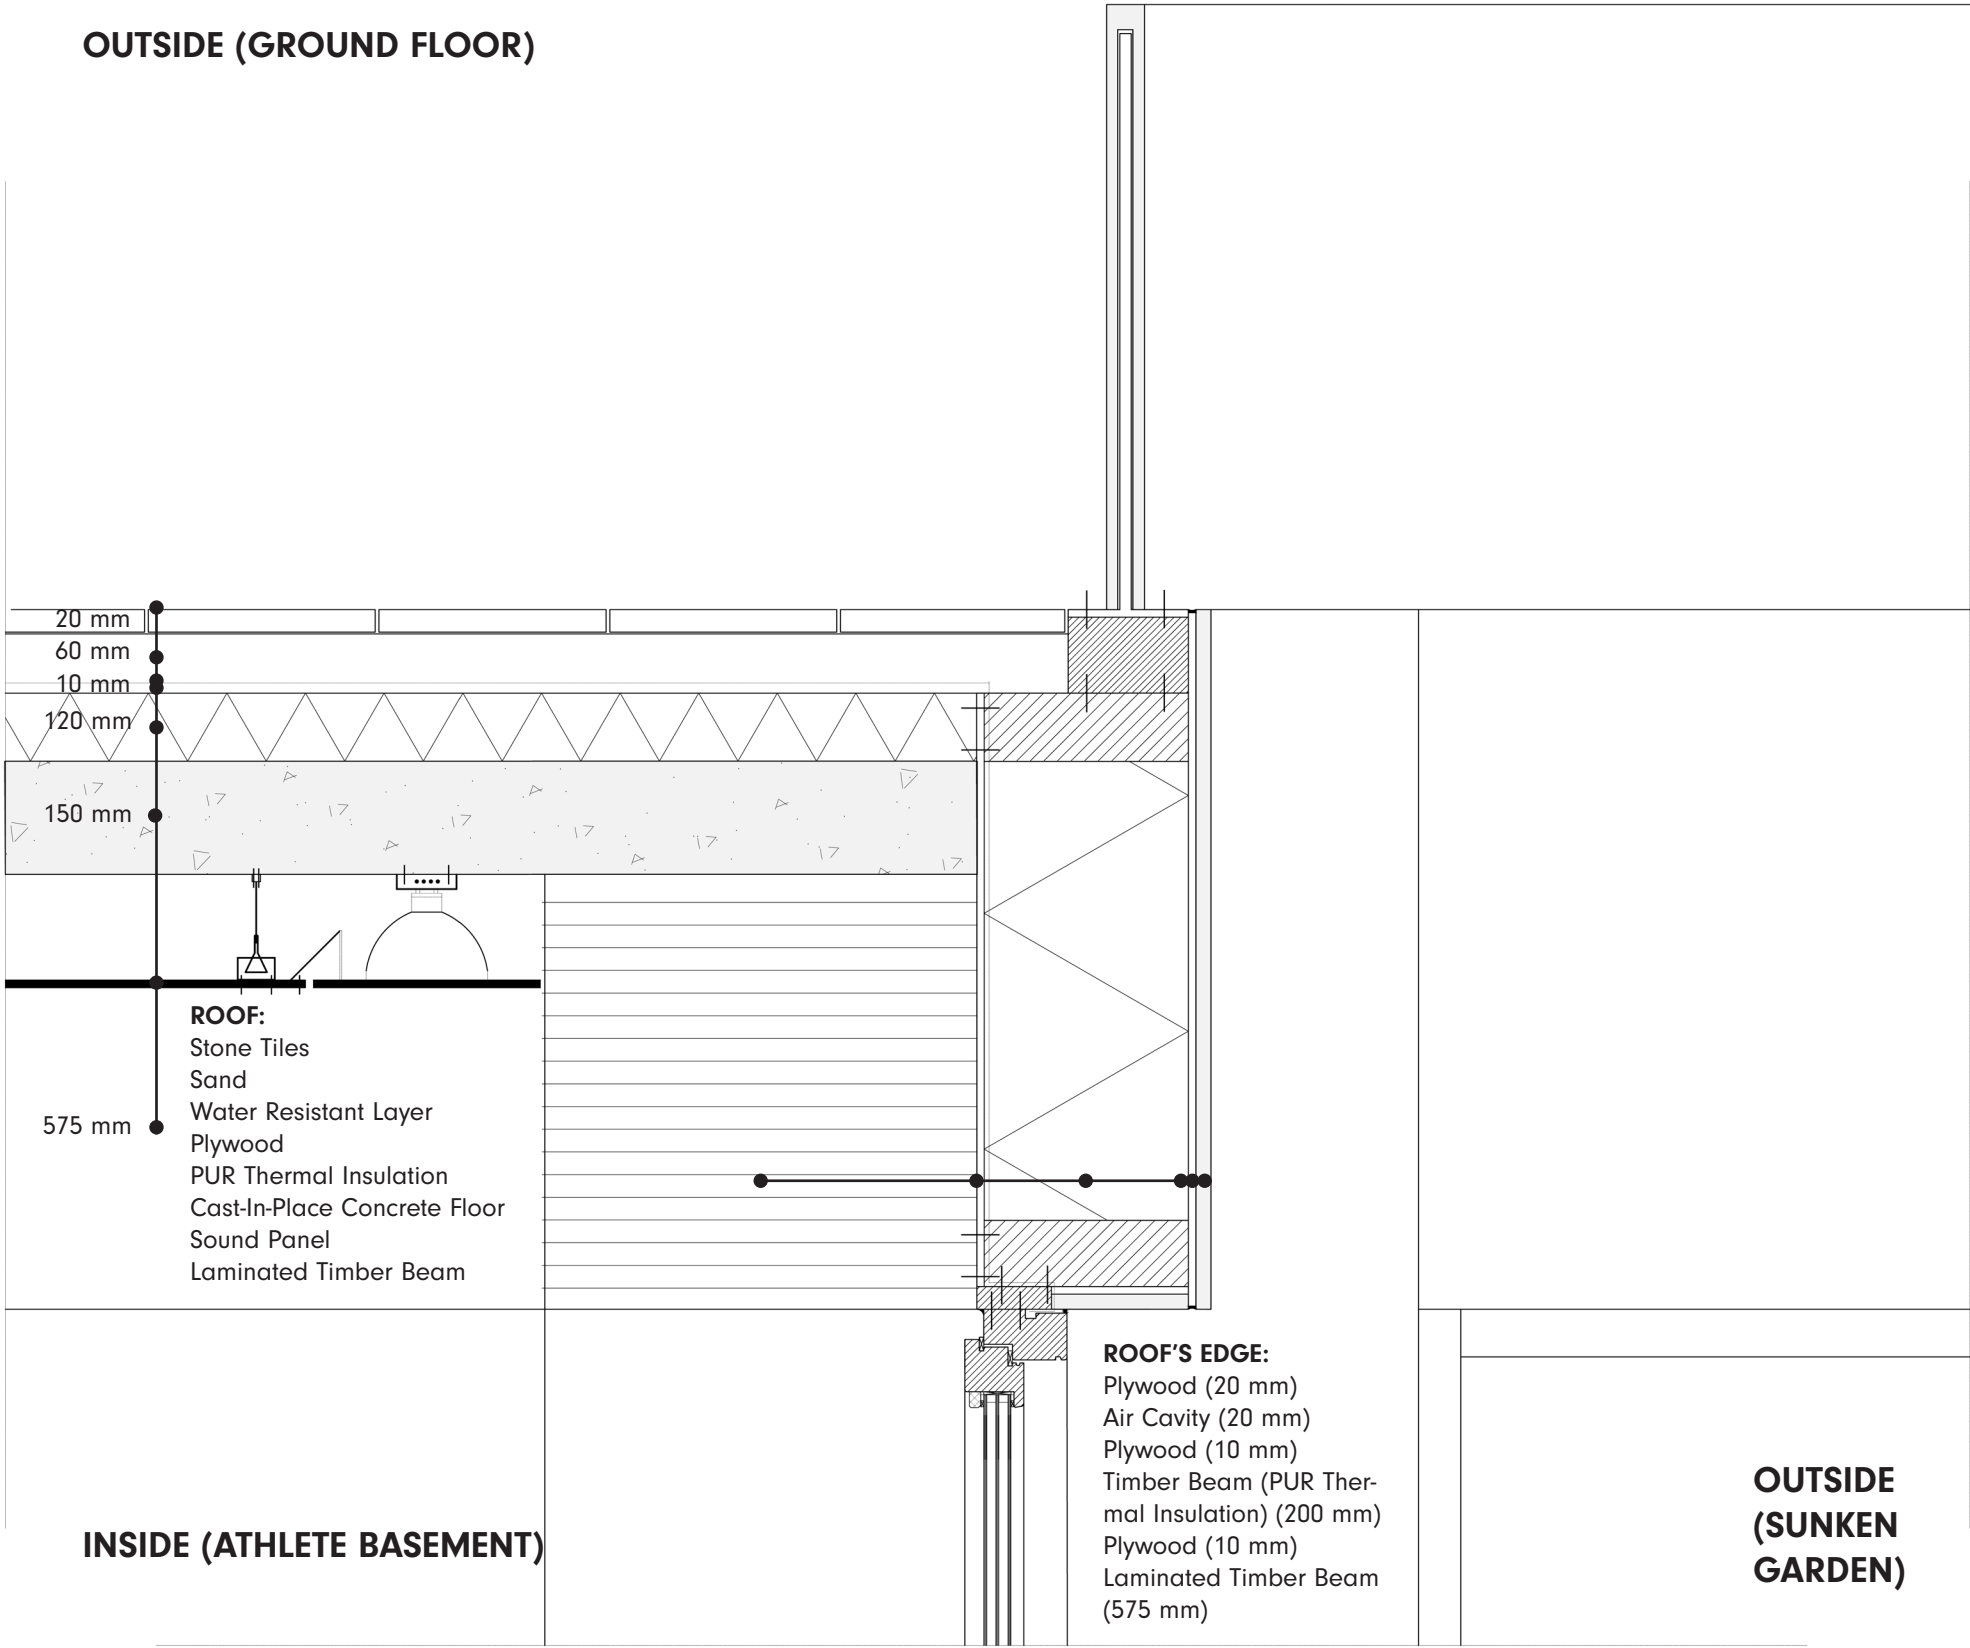 OUTSIDE (GROUND FLOOR)
20 mm
60 mm
10 mm
120 mm
150 mm
575 mm
ROOF:
Stone Tiles
Sand
Water Resistant Layer
Plywood
PUR Thermal Insulation
Cast-In-Place Concrete Floor
Sound Panel
Laminated Timber Beam
INSIDE (ATHLETE BASEMENT)
ROOF'S EDGE:
Plywood (20 mm)
Air Cavity (20 mm)
Plywood (10 mm)
Timber Beam (PUR Ther-
mal Insulation) (200 mm)
Plywood (10 mm)
Laminated Timber Beam
(575 mm)
OUTSIDE
(SUNKEN
GARDEN)